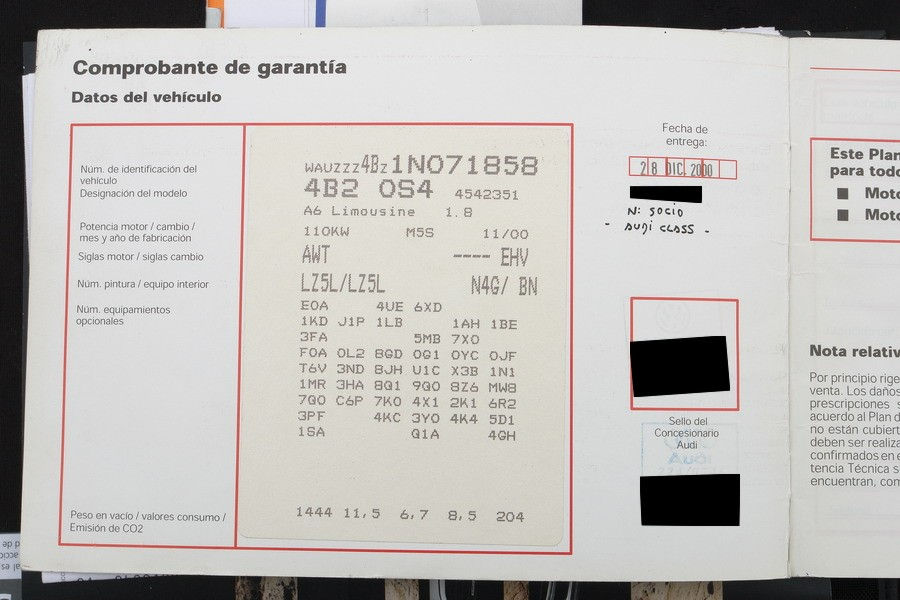 Comprobante de garantía
Datos del vehículo
Núm. de identificación del
vehículo
Designación del modelo
Potencia motor / cambio /
mes y año de fabricación
Siglas motor / siglas cambio
Núm. pintura / equipo interior
Núm. equipamientos
opcionales
Peso en vacío / valores consumo /
Emisión de CO2
WAUZZZ4BZ1N071858
4B2 0S4 4542351
A6 Limousine 1.8
110KW M5S 11/00
AWT ---- EHV
LZ5L/LZ5L N4G/ BN
E0A 4UE 6XD
1KD J1P 1LB 1AH 1BE
3FA 5MB 7X0
F0A 0L2 8GD 0G1 0YC 0JF
T6V 3ND 8JH U1C X3B 1N1
1MR 3HA 8Q1 9Q0 8Z6 MW8
7Q0 C6P 7K0 4X1 2K1 6R2
3PF 4KC 3Y0 4K4 5D1
1SA Q1A 4GH
1444 11,5 6,7 8,5 204
Fecha de
entrega:
28 DIC 2000
Nº SOCIO
- AUDI CLASS -
Sello del
Concesionario
Audi
Este Plan
para todo
■ Moto
■ Moto
Nota relativ
Por principio rige
venta. Los daños
prescripciones s
acuerdo al Plan d
no están cubiert
deben ser realiza
confirmados en e
tencia Técnica s
encuentran, com